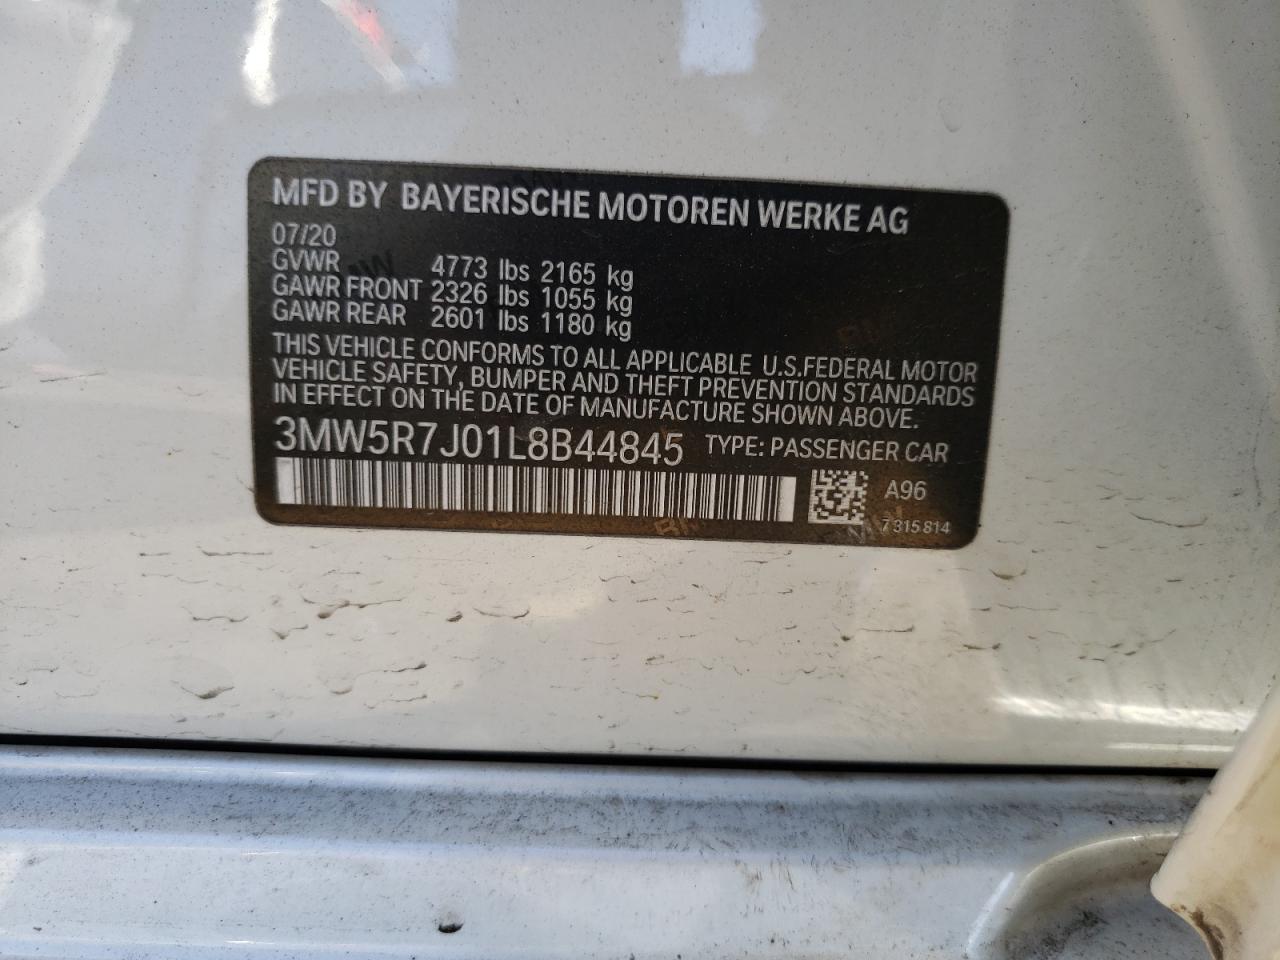 MFD BY BAYERISCHE MOTOREN WERKE AG
07/20
GVWR 4773 lbs 2165 kg
GAWR FRONT 2326 lbs 1055 kg
GAWR REAR 2601 lbs 1180 kg
THIS VEHICLE CONFORMS TO ALL APPLICABLE U.S.FEDERAL MOTOR
VEHICLE SAFETY, BUMPER AND THEFT PREVENTION STANDARDS
IN EFFECT ON THE DATE OF MANUFACTURE SHOWN ABOVE.
3MW5R7J01L8B44845 TYPE: PASSENGER CAR
A96
7 315 814